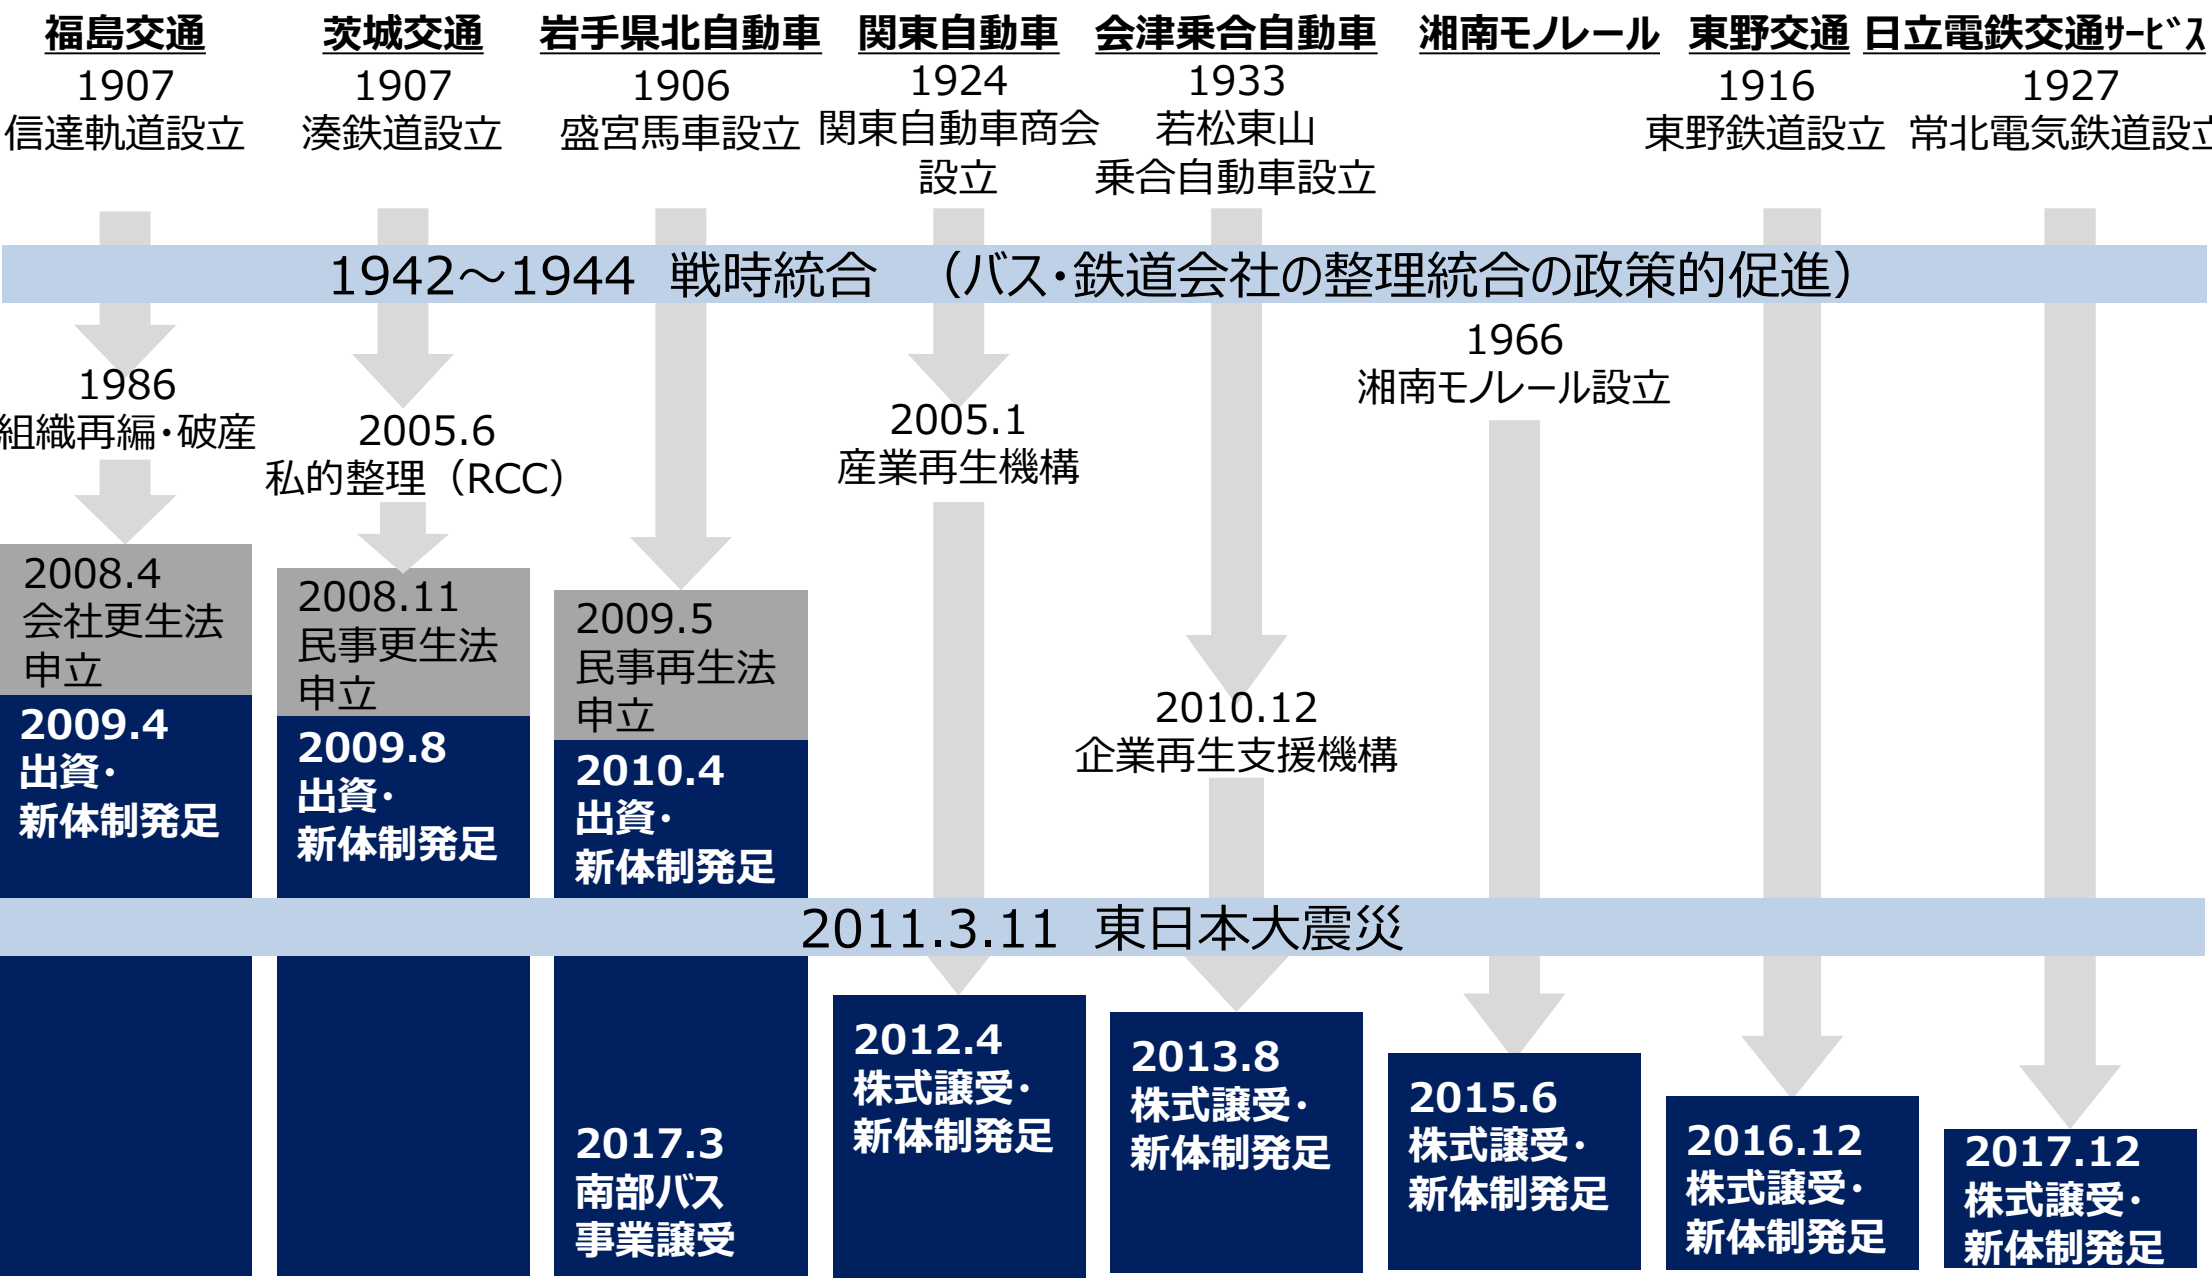 福島交通
茨城交通
岩手県北自動車
関東自動車
会津乗合自動車
湘南モノレール
東野交通
日立電鉄交通ｻｰﾋﾞｽ
1907
信達軌道設立
1907
湊鉄道設立
1906
盛宮馬車設立
1924
関東自動車商会
設立
1933
若松東山
乗合自動車設立
1916
東野鉄道設立
1927
常北電気鉄道設立
1942～1944 戦時統合 （バス・鉄道会社の整理統合の政策的促進）
1986
組織再編・破産
2005.6
私的整理（RCC）
2005.1
産業再生機構
1966
湘南モノレール設立
2008.4
会社更生法
申立
2008.11
民事更生法
申立
2009.5
民事再生法
申立
2010.12
企業再生支援機構
2009.4
出資・
新体制発足
2009.8
出資・
新体制発足
2010.4
出資・
新体制発足
2011.3.11 東日本大震災
2017.3
南部バス
事業譲受
2012.4
株式譲受・
新体制発足
2013.8
株式譲受・
新体制発足
2015.6
株式譲受・
新体制発足
2016.12
株式譲受・
新体制発足
2017.12
株式譲受・
新体制発足